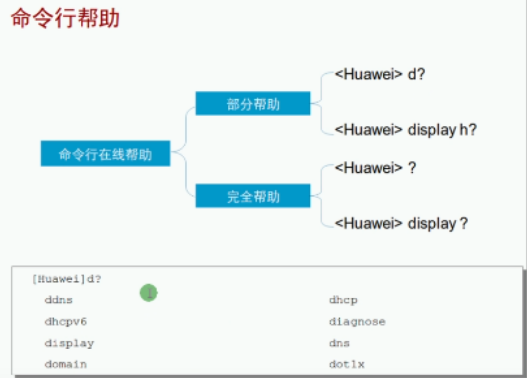 命令行帮助
命令行在线帮助
部分帮助
<Huawei> d?
<Huawei> display h?
完全帮助
<Huawei> ?
<Huawei> display ?
[Huawei]d?
ddns dhcp
dhcpv6 diagnose
display dns
domain dot1x